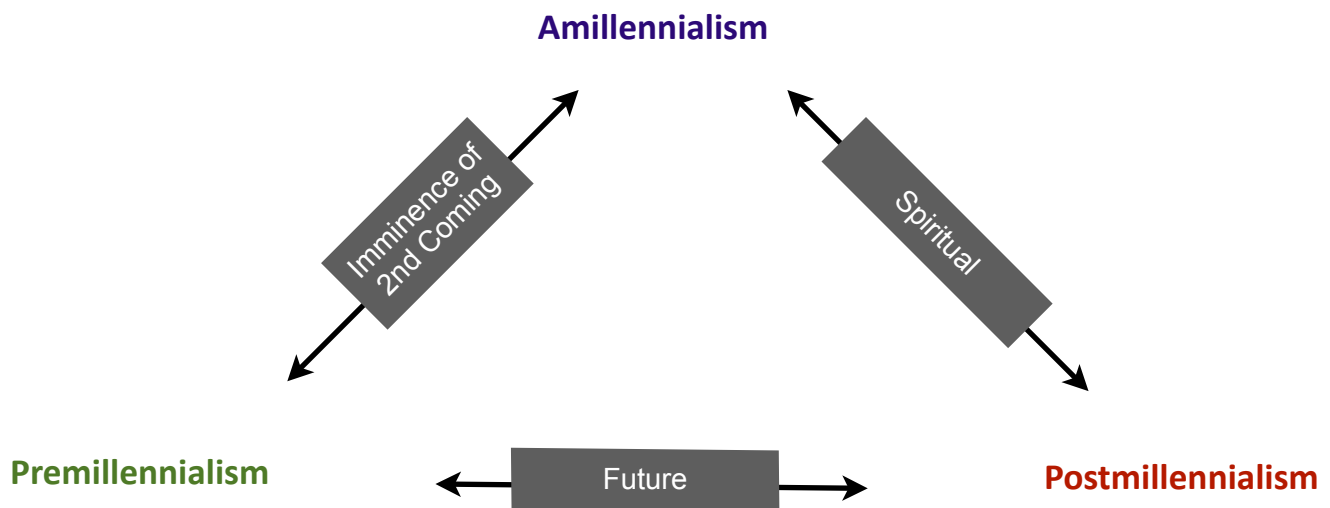 Amillennialism
Imminence of
2nd Coming
Spiritual
Premillennialism
Future
Postmillennialism